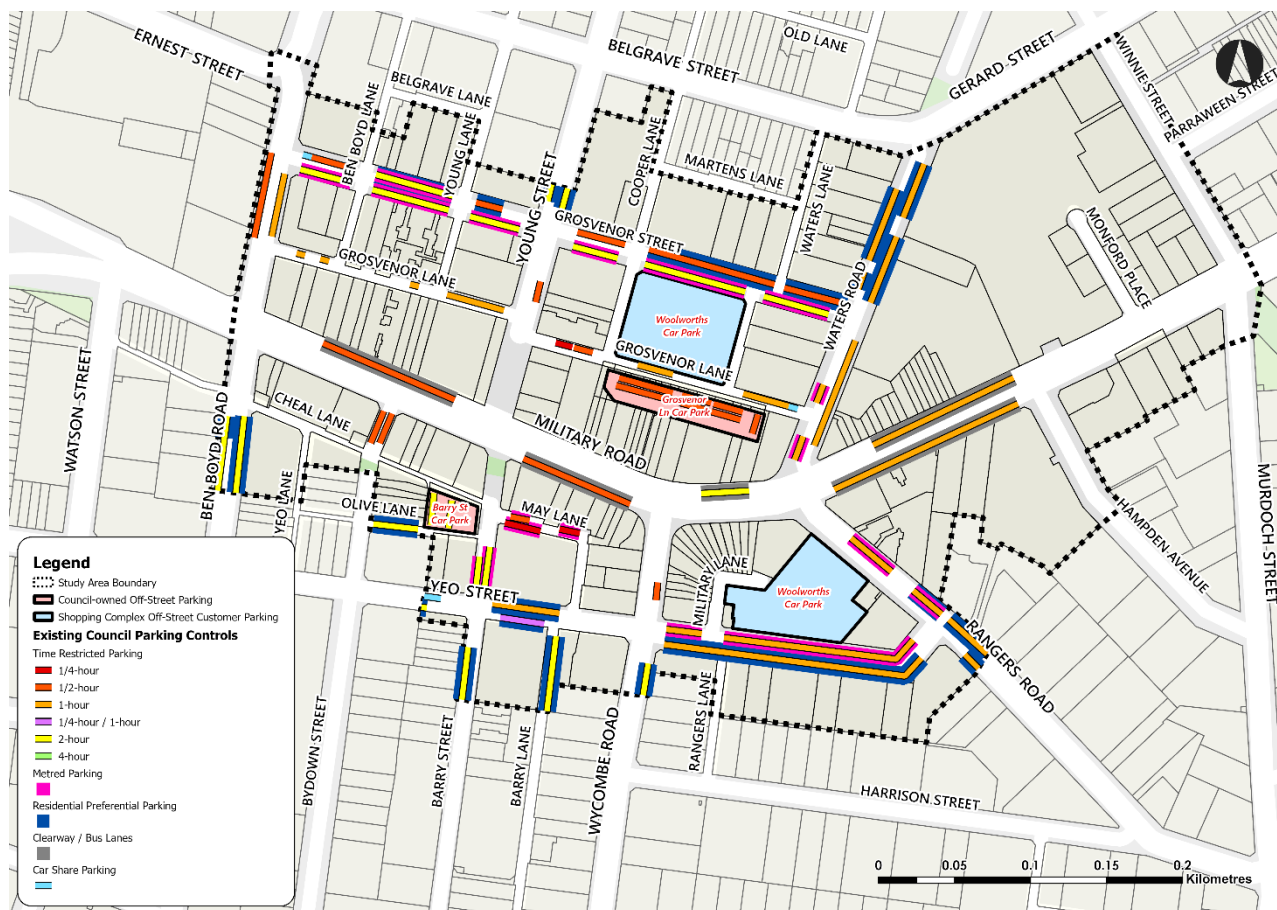 ERNEST STREET
BELGRAVE STREET
OLD LANE
GERARD STREET
WINNIE STREET
PARRAWEEN STREET
BELGRAVE LANE
BEN BOYD LANE
YOUNG LANE
YOUNG STREET
COOPER LANE
MARTENS LANE
WATERS LANE
GROSVENOR STREET
MONFORD PLACE
GROSVENOR LANE
WATERS ROAD
Woolworths
Car Park
GROSVENOR LANE
Grosvenor
Ln Car Park
WATSON STREET
CHEAL LANE
MILITARY ROAD
BEN BOYD ROAD
YEO LANE
OLIVE LANE
Barry St
Car Park
MAY LANE
HAMPDEN AVENUE
MURDOCH STREET
YEO STREET
MILITARY LANE
Woolworths
Car Park
RANGERS ROAD
BYDOWN STREET
BARRY STREET
BARRY LANE
WYCOMBE ROAD
RANGERS LANE
HARRISON STREET
Legend
Study Area Boundary
Council-owned Off-Street Parking
Shopping Complex Off-Street Customer Parking
Existing Council Parking Controls
Time Restricted Parking
1/4-hour
1/2-hour
1-hour
1/4-hour / 1-hour
2-hour
4-hour
Metred Parking
Residential Preferential Parking
Clearway / Bus Lanes
Car Share Parking
0 0.05 0.1 0.15 0.2
Kilometres